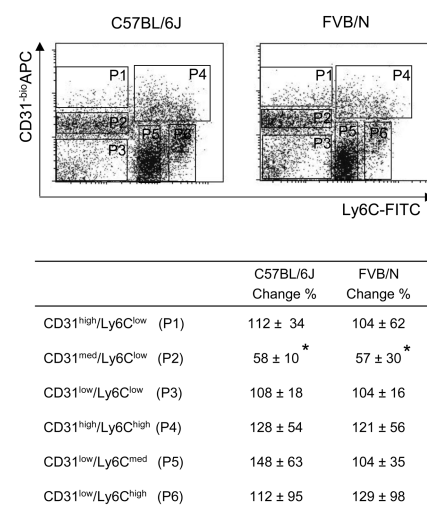 C57BL/6J FVB/N
CD31-bioAPC
P1 P4 P2 P5 P6 P3
P1 P4 P2 P5 P6 P3
Ly6C-FITC
C57BL/6J FVB/N
Change % Change %
CD31high/Ly6Clow (P1) 112 ± 34 104 ± 62
CD31med/Ly6Clow (P2) 58 ± 10* 57 ± 30*
CD31low/Ly6Clow (P3) 108 ± 18 104 ± 16
CD31high/Ly6Chigh (P4) 128 ± 54 121 ± 56
CD31low/Ly6Cmed (P5) 148 ± 63 104 ± 35
CD31low/Ly6Chigh (P6) 112 ± 95 129 ± 98